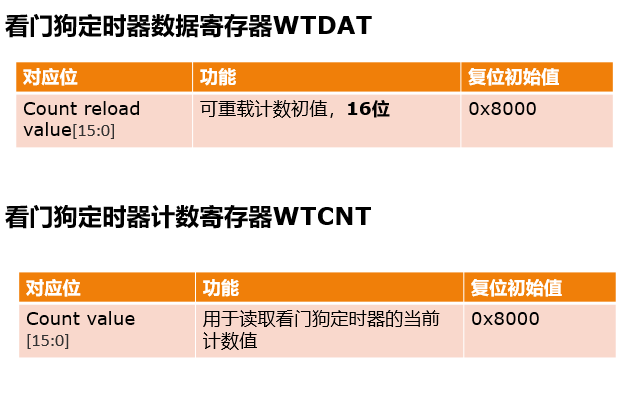 看门狗定时器数据寄存器WTDAT
对应位 功能 复位初始值
Count reload 可重载计数初值，16位 0x8000
value[15:0]
看门狗定时器计数寄存器WTCNT
对应位 功能 复位初始值
Count value 用于读取看门狗定时器的当前 0x8000
[15:0] 计数值